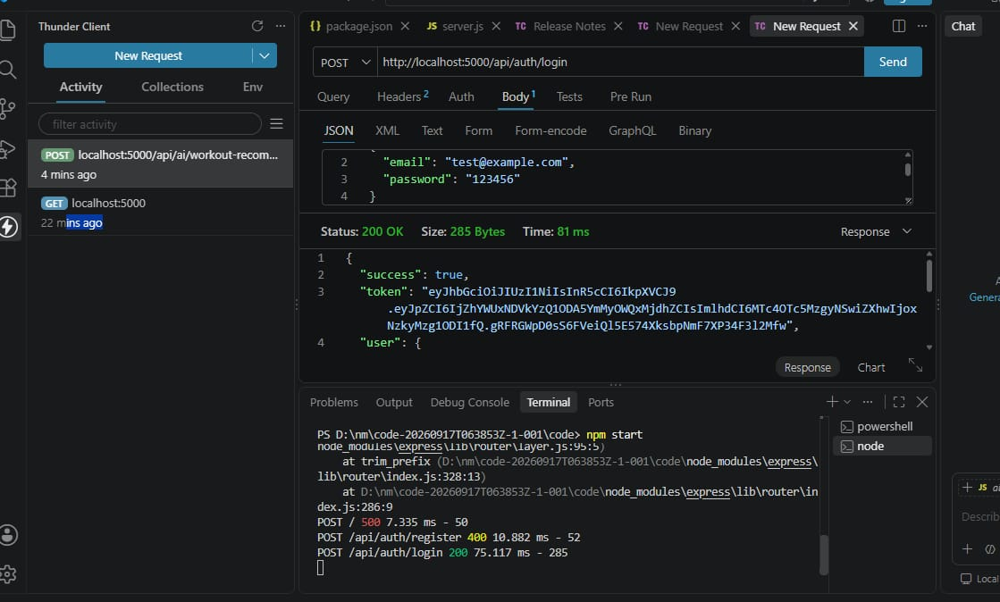 Thunder Client
New Request
Activity Collections Env
filter activity
POST localhost:5000/api/ai/workout-recom...
4 mins ago
GET localhost:5000
22 mins ago
{} package.json
JS server.js
TC Release Notes
TC New Request
TC New Request
POST http://localhost:5000/api/auth/login Send
Query Headers 2 Auth Body 1 Tests Pre Run
JSON XML Text Form Form-encode GraphQL Binary
2 "email": "test@example.com",
3 "password": "123456"
4 }
Status: 200 OK Size: 285 Bytes Time: 81 ms Response
1 {
2 "success": true,
3 "token": "eyJhbGciOiJIUzI1NiIsInR5cCI6IkpXVCJ9
.eyJpZCI6IjZhYWUxNDVkYzQ1ODA5YmMyOWQxMjdhZCIsImlhdCI6MTc4OTc5MzgyNSwiZXhwIjox
NzkyMzg1ODI1fQ.gRFRGWpD0sS6FVeiQl5E574XksbpNmF7XP34F3l2Mfw",
4 "user": {
Response Chart
Problems Output Debug Console Terminal Ports
PS D:\nm\code-20260917T063853Z-1-001\code> npm start
node_modules\express\lib\router\layer.js:95:5)
at trim_prefix (D:\nm\code-20260917T063853Z-1-001\code\node_modules\express\
lib\router\index.js:328:13)
at D:\nm\code-20260917T063853Z-1-001\code\node_modules\express\lib\router\in
dex.js:286:9
POST / 500 7.335 ms - 50
POST /api/auth/register 400 10.882 ms - 52
POST /api/auth/login 200 75.117 ms - 285
powershell
node
Chat
Genera
JS
Describ
Local